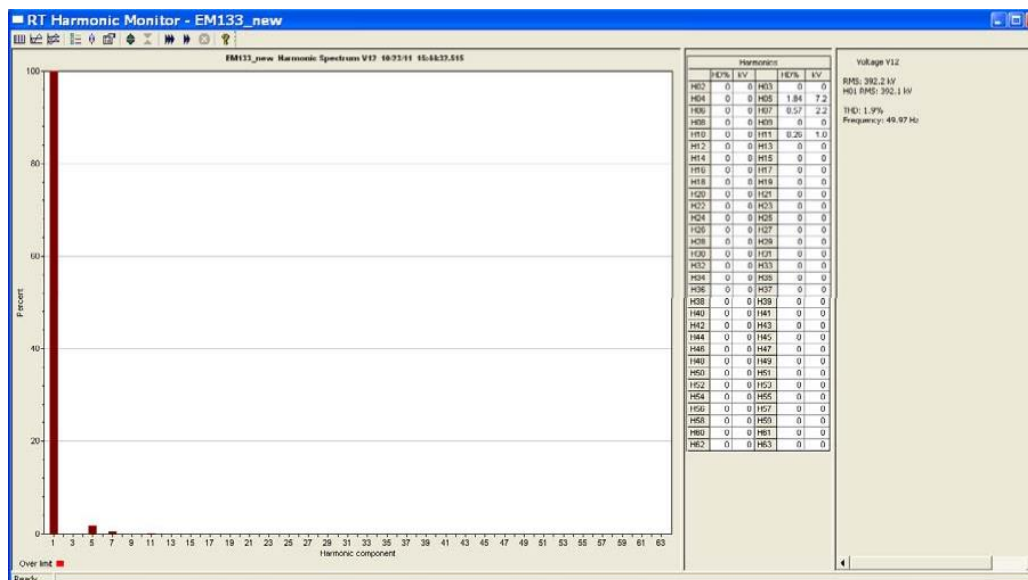 RT Harmonic Monitor - EM133_new
EM133_new Harmonic Spectrum V12 10/23/11
Harmonics
HD% kV HD% kV
H02 0 0 H03 0 0
H04 0 0 H05 1.84 7.2
H06 0 0 H07 0.57 2.2
H08 0 0 H09 0 0
H10 0 0 H11 0.26 1.0
H12 0 0 H13 0 0
H14 0 0 H15 0 0
H16 0 0 H17 0 0
H18 0 0 H19 0 0
H20 0 0 H21 0 0
H22 0 0 H23 0 0
H24 0 0 H25 0 0
H26 0 0 H27 0 0
H28 0 0 H29 0 0
H30 0 0 H31 0 0
H32 0 0 H33 0 0
H34 0 0 H35 0 0
H36 0 0 H37 0 0
H38 0 0 H39 0 0
H40 0 0 H41 0 0
H42 0 0 H43 0 0
H44 0 0 H45 0 0
H46 0 0 H47 0 0
H48 0 0 H49 0 0
H50 0 0 H51 0 0
H52 0 0 H53 0 0
H54 0 0 H55 0 0
H56 0 0 H57 0 0
H58 0 0 H59 0 0
H60 0 0 H61 0 0
H62 0 0 H63 0 0
Voltage V12
RMS: 392.2 kV
H01 RMS: 392.1 kV
THD: 1.9%
Frequency: 49.97 Hz
100
80
60
40
20
0
Percent
1 3 5 7 9 11 13 15 17 19 21 23 25 27 29 31 33 35 37 39 41 43 45 47 49 51 53 55 57 59 61 63
Harmonic component
Over limit
Ready